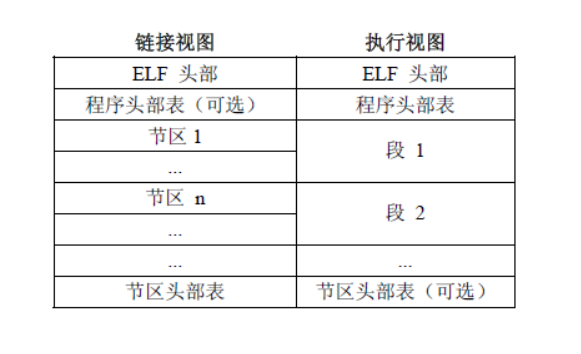 链接视图 执行视图
ELF 头部 ELF 头部
程序头部表（可选） 程序头部表
节区 1 段 1
...
节区 n 段 2
...
... ...
节区头部表 节区头部表（可选）